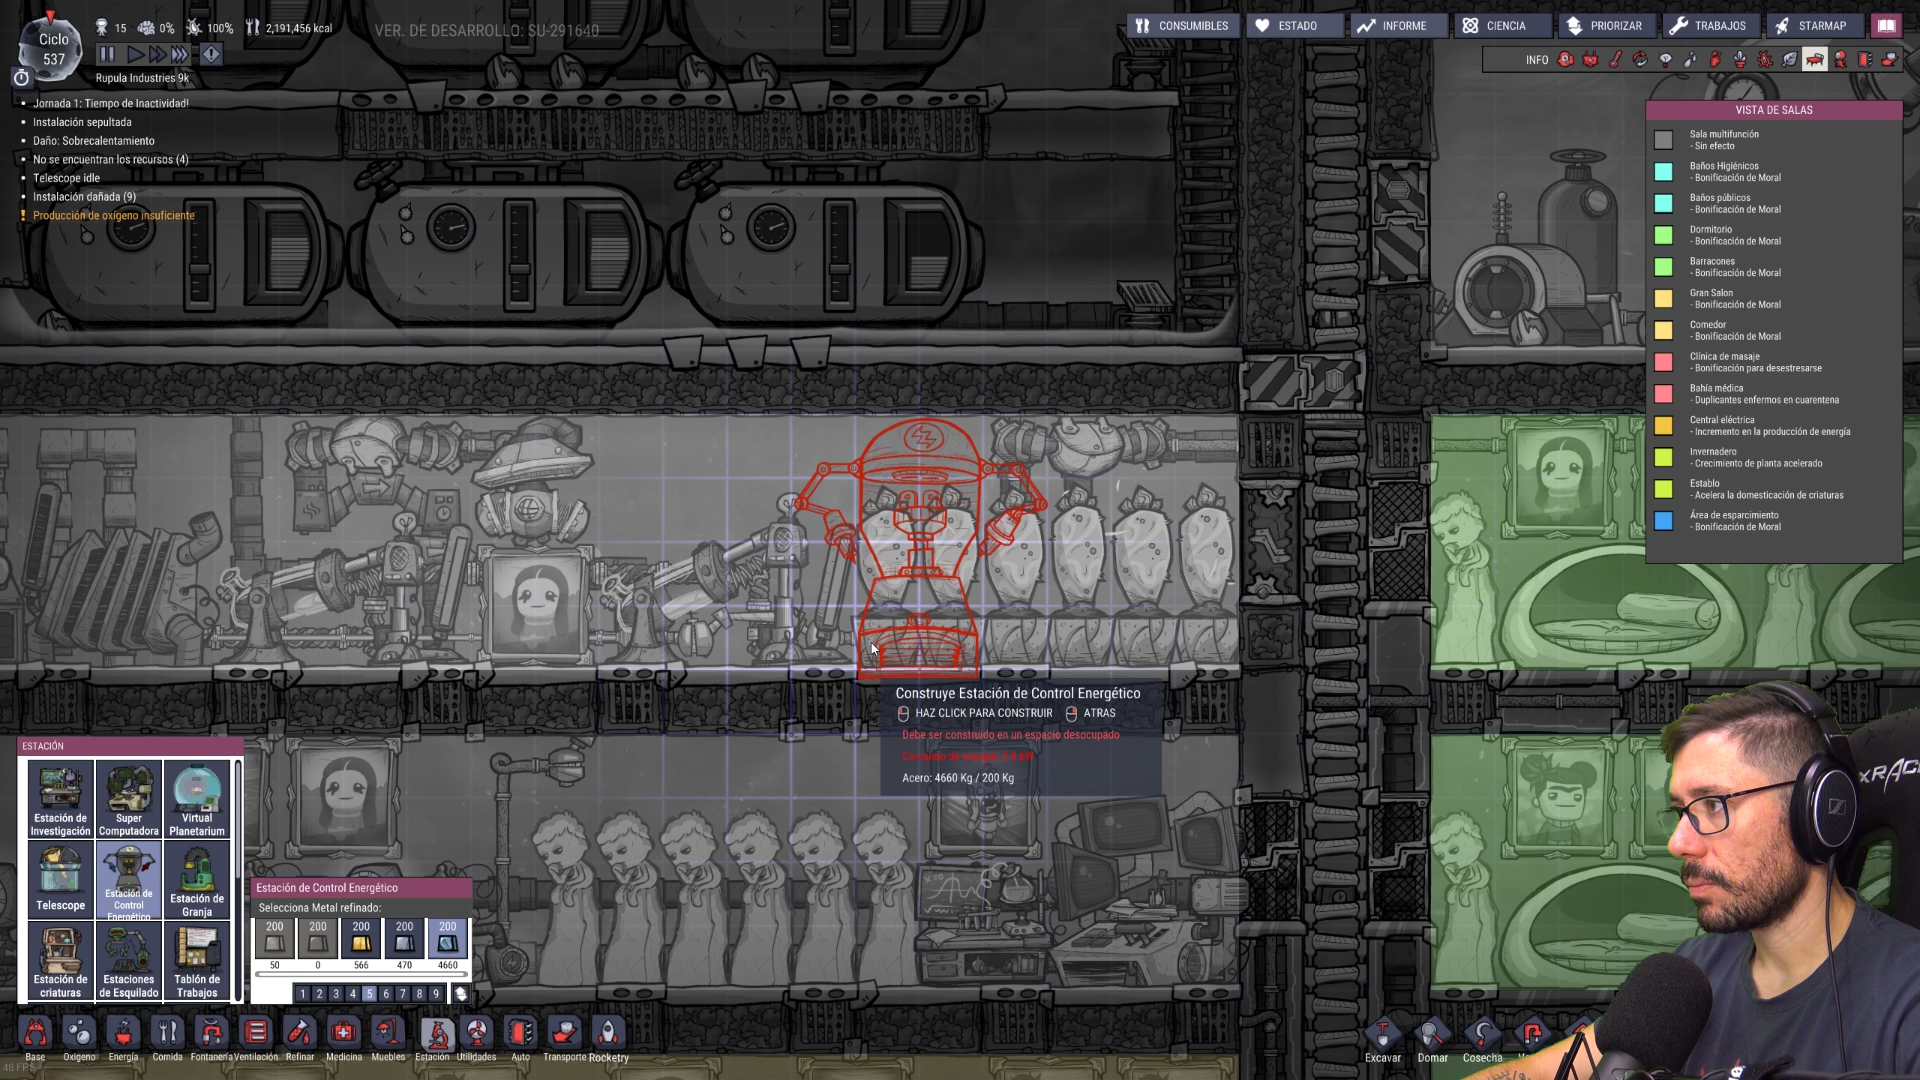 Ciclo
537
15
0%
100%
2,191,456 kcal
VER. DE DESARROLLO: SU-291640
Rupula Industries 9k
Jornada 1: Tiempo de Inactividad!
Instalación sepultada
Daño: Sobrecalentamiento
No se encuentran los recursos (4)
Telescope idle
Instalación dañada (9)
Producción de oxígeno insuficiente
CONSUMIBLES
ESTADO
INFORME
CIENCIA
PRIORIZAR
TRABAJOS
STARMAP
INFO
VISTA DE SALAS
Sala multifunción
- Sin efecto
Baños Higiénicos
- Bonificación de Moral
Baños públicos
- Bonificación de Moral
Dormitorio
- Bonificación de Moral
Barracones
- Bonificación de Moral
Gran Salon
- Bonificación de Moral
Comedor
- Bonificación de Moral
Clínica de masaje
- Bonificación para desestresarse
Bahía médica
- Duplicantes enfermos en cuarentena
Central eléctrica
- Incremento en la producción de energía
Invernadero
- Crecimiento de planta acelerado
Establo
- Acelera la domesticación de criaturas
Área de esparcimiento
- Bonificación de Moral
Construye Estación de Control Energético
HAZ CLICK PARA CONSTRUIR ATRAS
Debe ser construido en un espacio desocupado
Acero: 4660 Kg / 200 Kg
ESTACIÓN
Estación de Investigación
Super Computadora
Virtual Planetarium
Telescope
Estación de Control Energético
Estación de Granja
Estación de criaturas
Estaciones de Esquilado
Tablón de Trabajos
Estación de Control Energético
Selecciona Metal refinado:
200 200 200 200 200
50 0 566 470 4660
1 2 3 4 5 6 7 8 9
Base
Oxígeno
Energía
Comida
Fontanería
Ventilación
Refinar
Medicina
Muebles
Estación
Utilidades
Auto
Transporte
Rocketry
Excavar
Domar
Cosecha
48 FPS